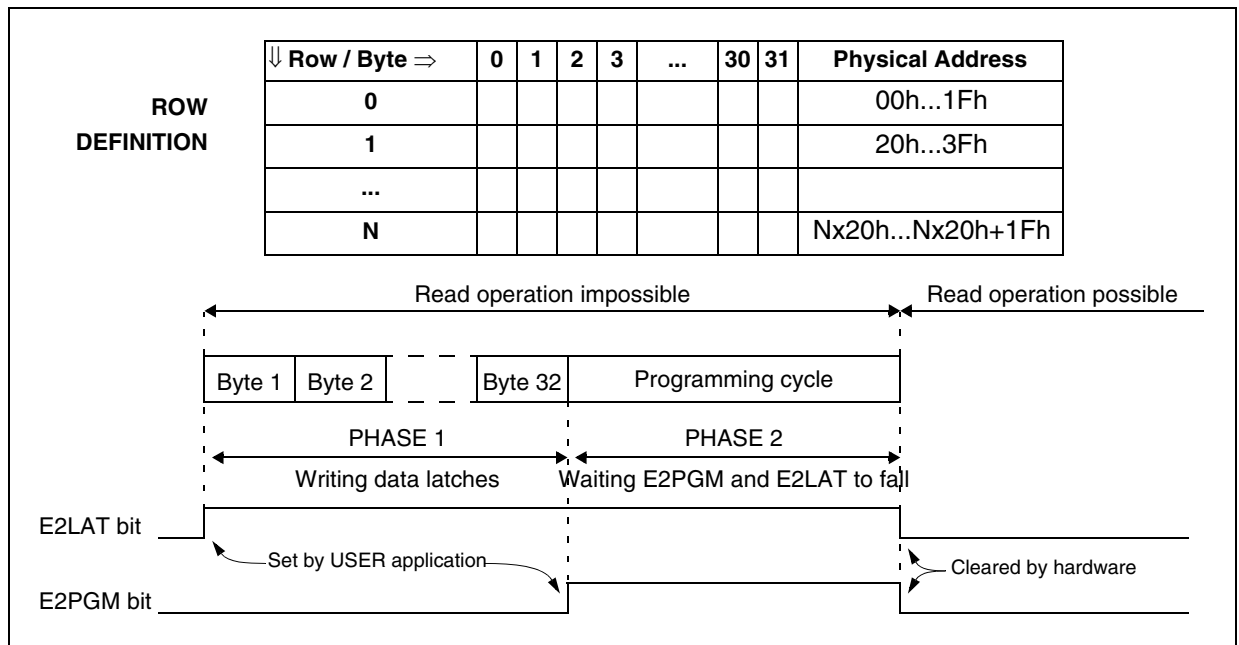 ⇓ Row / Byte ⇒ 0 1 2 3 ... 30 31 Physical Address
ROW DEFINITION
0 00h...1Fh
1 20h...3Fh
...
N Nx20h...Nx20h+1Fh
Read operation impossible Read operation possible
Byte 1 Byte 2 Byte 32 Programming cycle
PHASE 1 PHASE 2
Writing data latches Waiting E2PGM and E2LAT to fall
E2LAT bit
Set by USER application Cleared by hardware
E2PGM bit